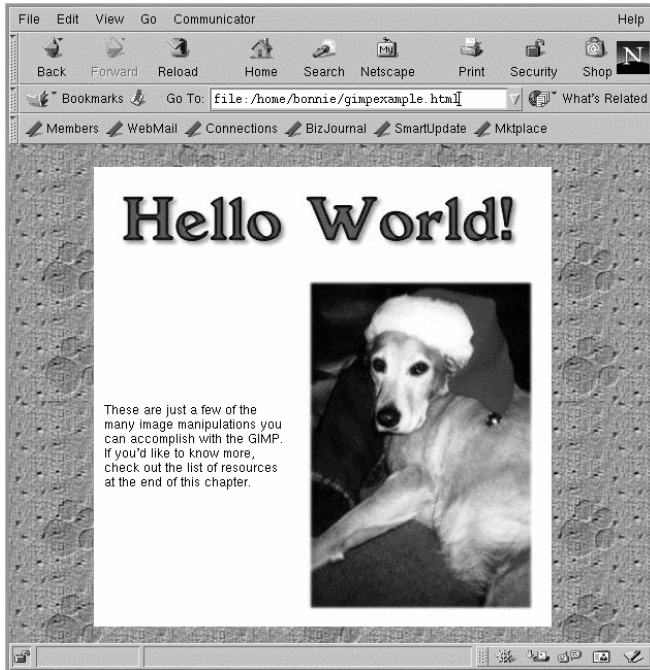 File Edit View Go Communicator Help
My N
Back Forward Reload Home Search Netscape Print Security Shop
Bookmarks Go To: file:/home/bonnie/gimpexample.html What's Related
Members WebMail Connections BizJournal SmartUpdate Mktplace
Hello World!
These are just a few of the
many image manipulations you
can accomplish with the GIMP.
If you'd like to know more,
check out the list of resources
at the end of this chapter.